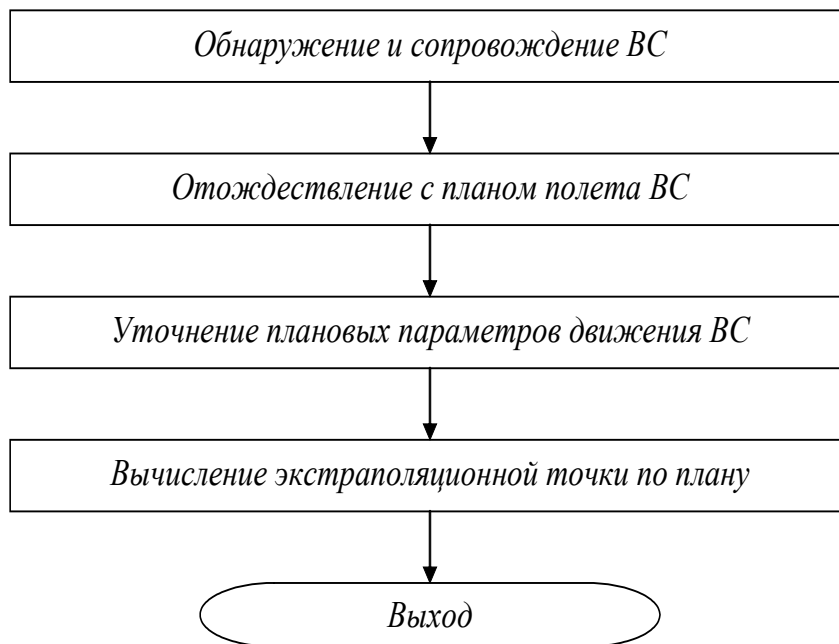 Обнаружение и сопровождение ВС
Отождествление с планом полета ВС
Уточнение плановых параметров движения ВС
Вычисление экстраполяционной точки по плану
Выход